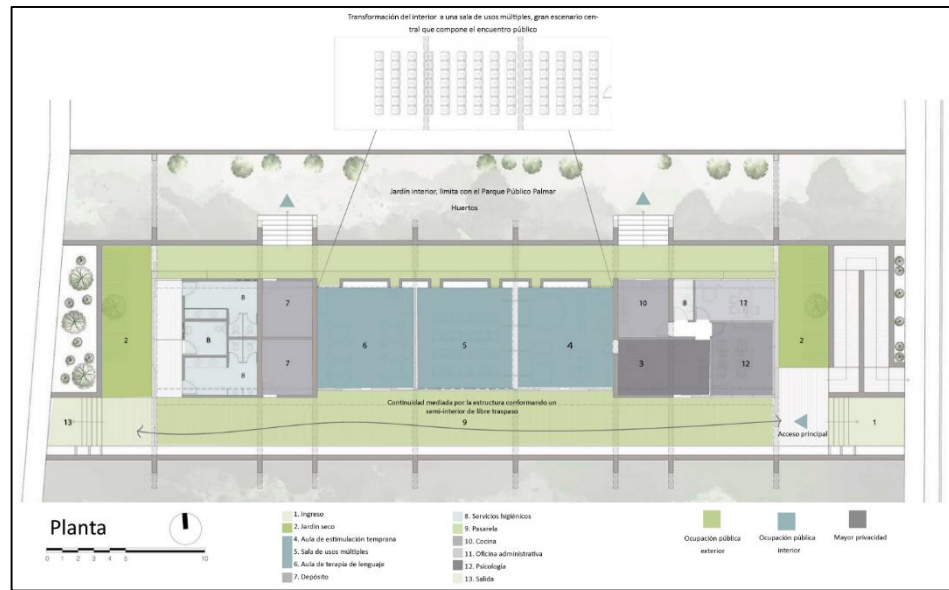 Transformación del interior a una sala de usos múltiples, gran escenario cen-
tral que compone el encuentro público
Jardín interior, limita con el Parque Público Palmar
Huertos
8
7
10
8
11
2
8
6
5
4
2
7
3
12
8
Continuidad mediada por la estructura conformando un
semi-interior de libre traspaso
13
9
Acceso principal
1
Planta
0 1 2 3 4 5 10
1. Ingreso
2. Jardín seco
4. Aula de estimulación temprana
5. Sala de usos múltiples
6. Aula de terapia de lenguaje
7. Depósito
8. Servicios higiénicos
9. Pasarela
10. Cocina
11. Oficina administrativa
12. Psicología
13. Salida
Ocupación pública
exterior
Ocupación pública
interior
Mayor privacidad